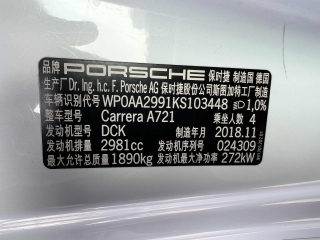 品牌 PORSCHE 保时捷 制造国 德国
生产厂 Dr. Ing. h.c. F. Porsche AG 保时捷股份公司斯图加特工厂制造
车辆识别代号 WP0AA2991KS103448 1,0%
整车型号 Carrera A721 乘坐人数 4
发动机型号 DCK 制造年月 2018.11
发动机排量 2981cc 发动机序号 024309
最大允许总质量 1890kg 发动机最大净功率 272kW